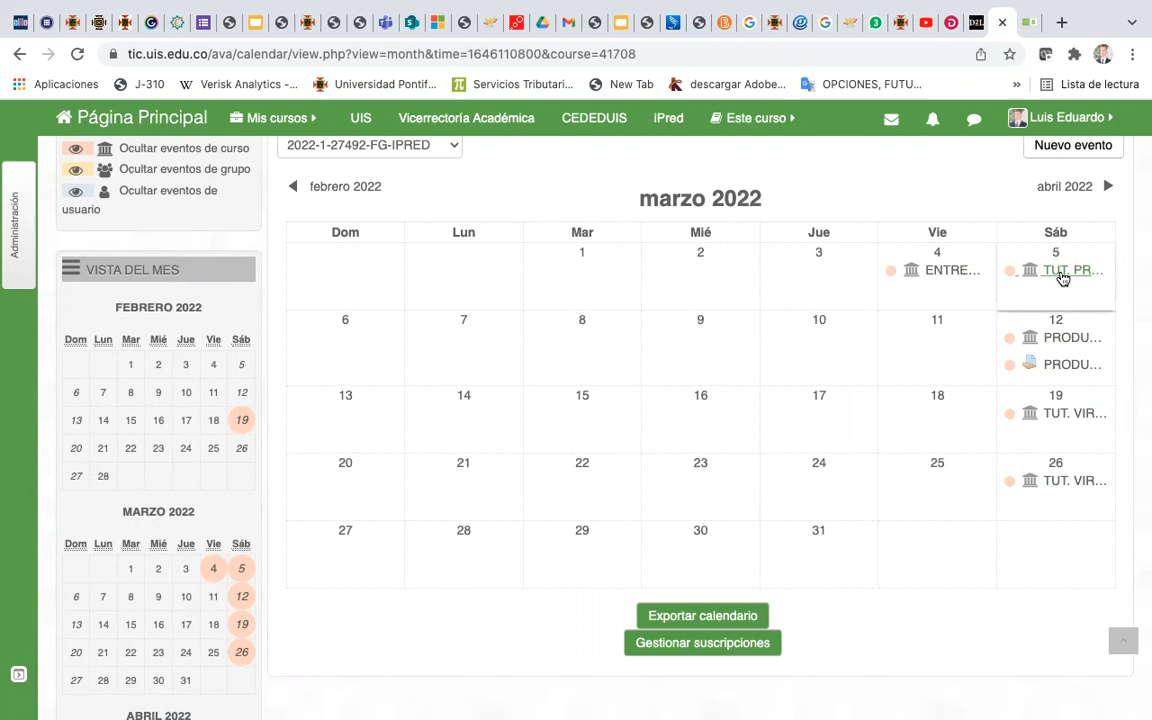 tic.uis.edu.co/ava/calendar/view.php?view=month&time=1646110800&course=41708
Aplicaciones J-310 Verisk Analytics -... Universidad Pontif... Servicios Tributari... New Tab descargar Adobe... OPCIONES, FUTU... » Lista de lectura
Página Principal Mis cursos UIS Vicerrectoría Académica CEDEDUIS iPred Este curso Luis Eduardo
Administración
Ocultar eventos de curso
Ocultar eventos de grupo
Ocultar eventos de
usuario
VISTA DEL MES
FEBRERO 2022
Dom Lun Mar Mié Jue Vie Sáb
1 2 3 4 5
6 7 8 9 10 11 12
13 14 15 16 17 18 19
20 21 22 23 24 25 26
27 28
MARZO 2022
Dom Lun Mar Mié Jue Vie Sáb
1 2 3 4 5
6 7 8 9 10 11 12
13 14 15 16 17 18 19
20 21 22 23 24 25 26
27 28 29 30 31
ABRIL 2022
2022-1-27492-FG-IPRED
Nuevo evento
febrero 2022
marzo 2022
abril 2022
Dom Lun Mar Mié Jue Vie Sáb
1 2 3 4 5
ENTRE... TUT. PR...
6 7 8 9 10 11 12
PRODU...
PRODU...
13 14 15 16 17 18 19
TUT. VIR...
20 21 22 23 24 25 26
TUT. VIR...
27 28 29 30 31
Exportar calendario
Gestionar suscripciones